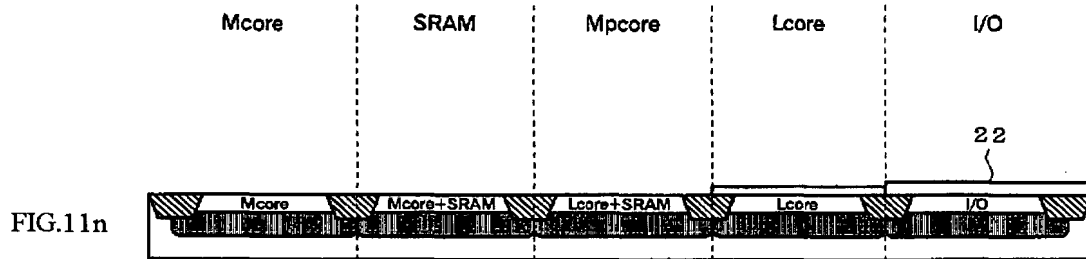 Mcore SRAM Mpcore Lcore I/O
22
Mcore Mcore+SRAM Lcore+SRAM Lcore I/O
FIG.11n